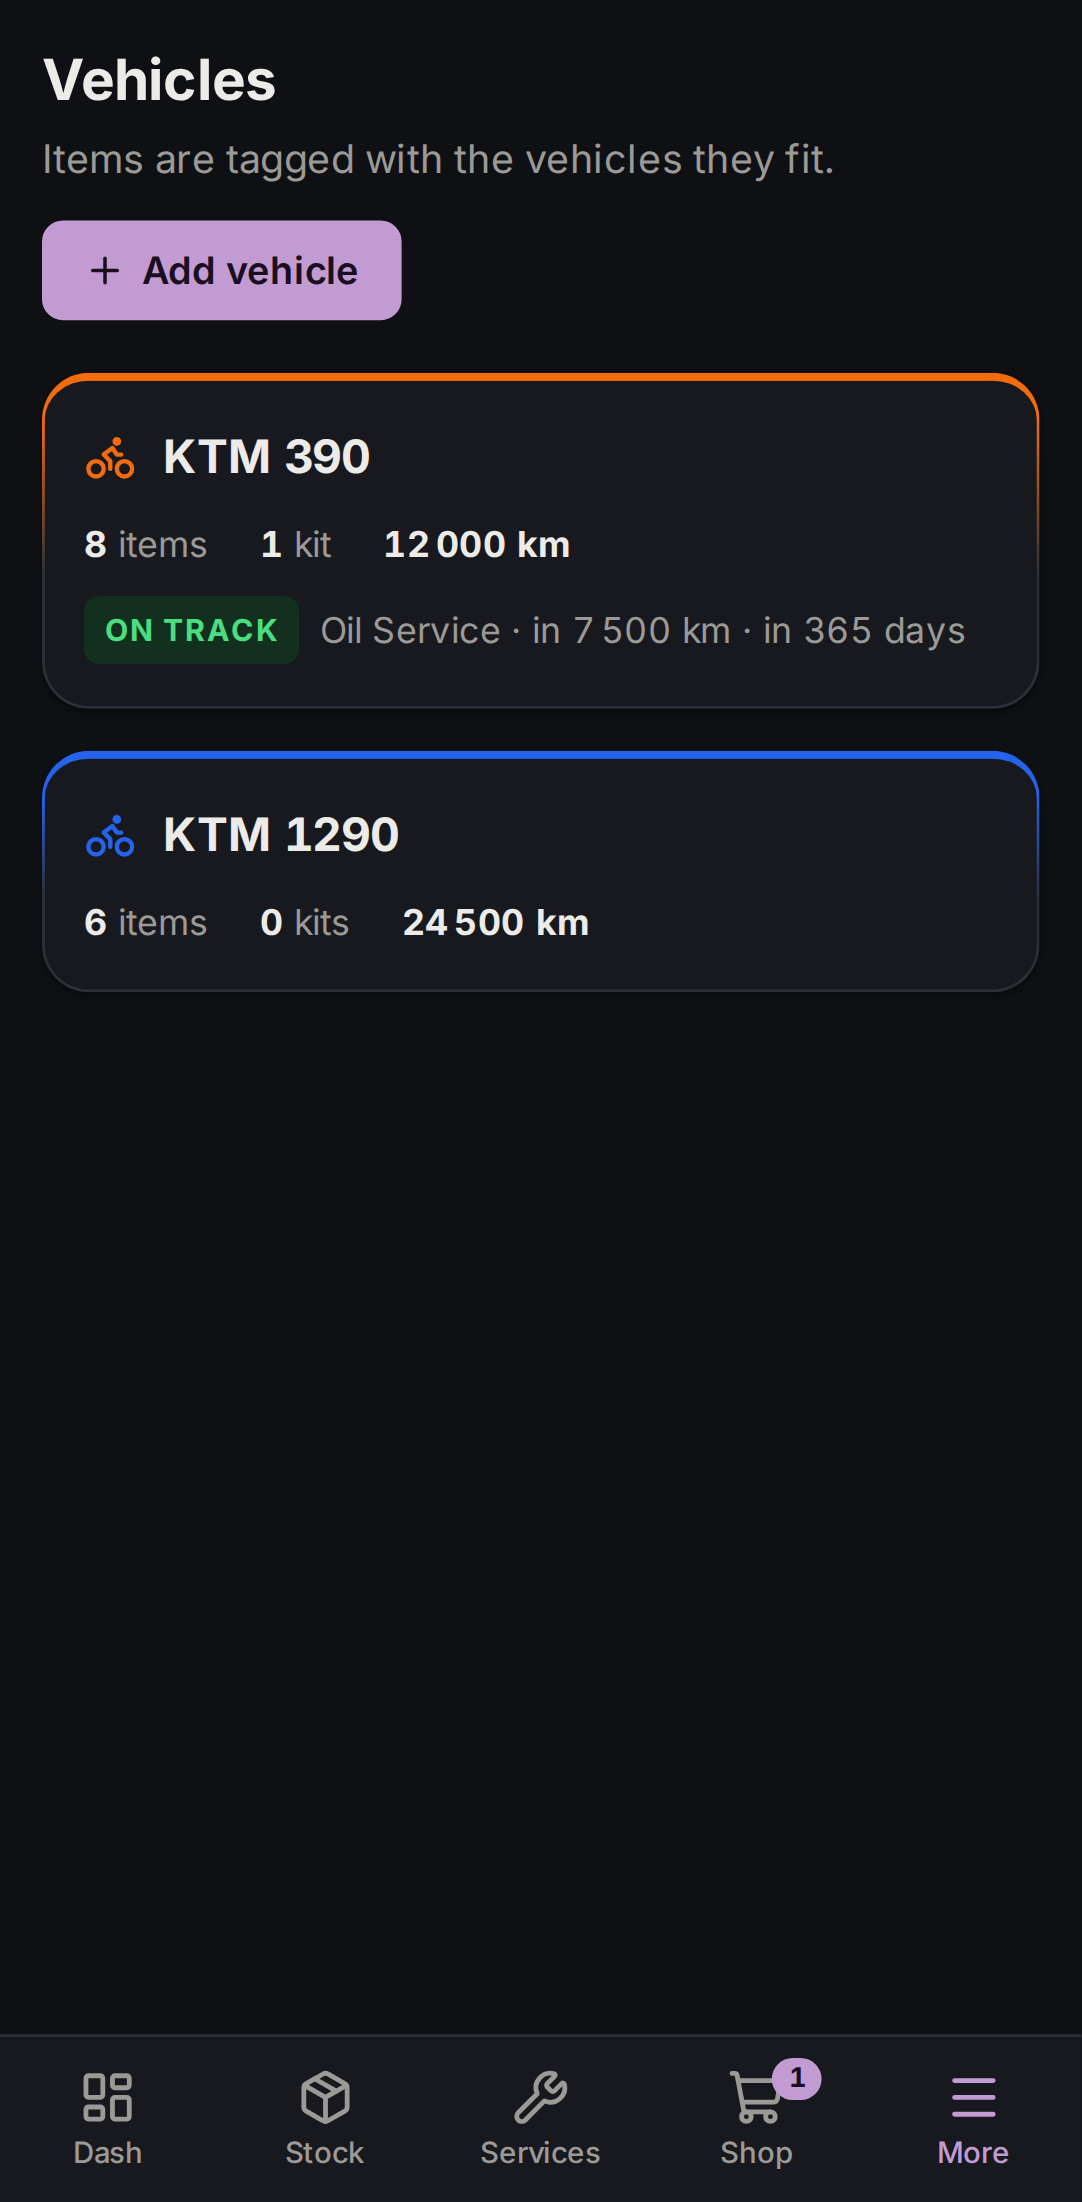 Vehicles
Items are tagged with the vehicles they fit.
+ Add vehicle
KTM 390
8 items 1 kit 12 000 km
ON TRACK Oil Service · in 7 500 km · in 365 days
KTM 1290
6 items 0 kits 24 500 km
1
Dash Stock Services Shop More